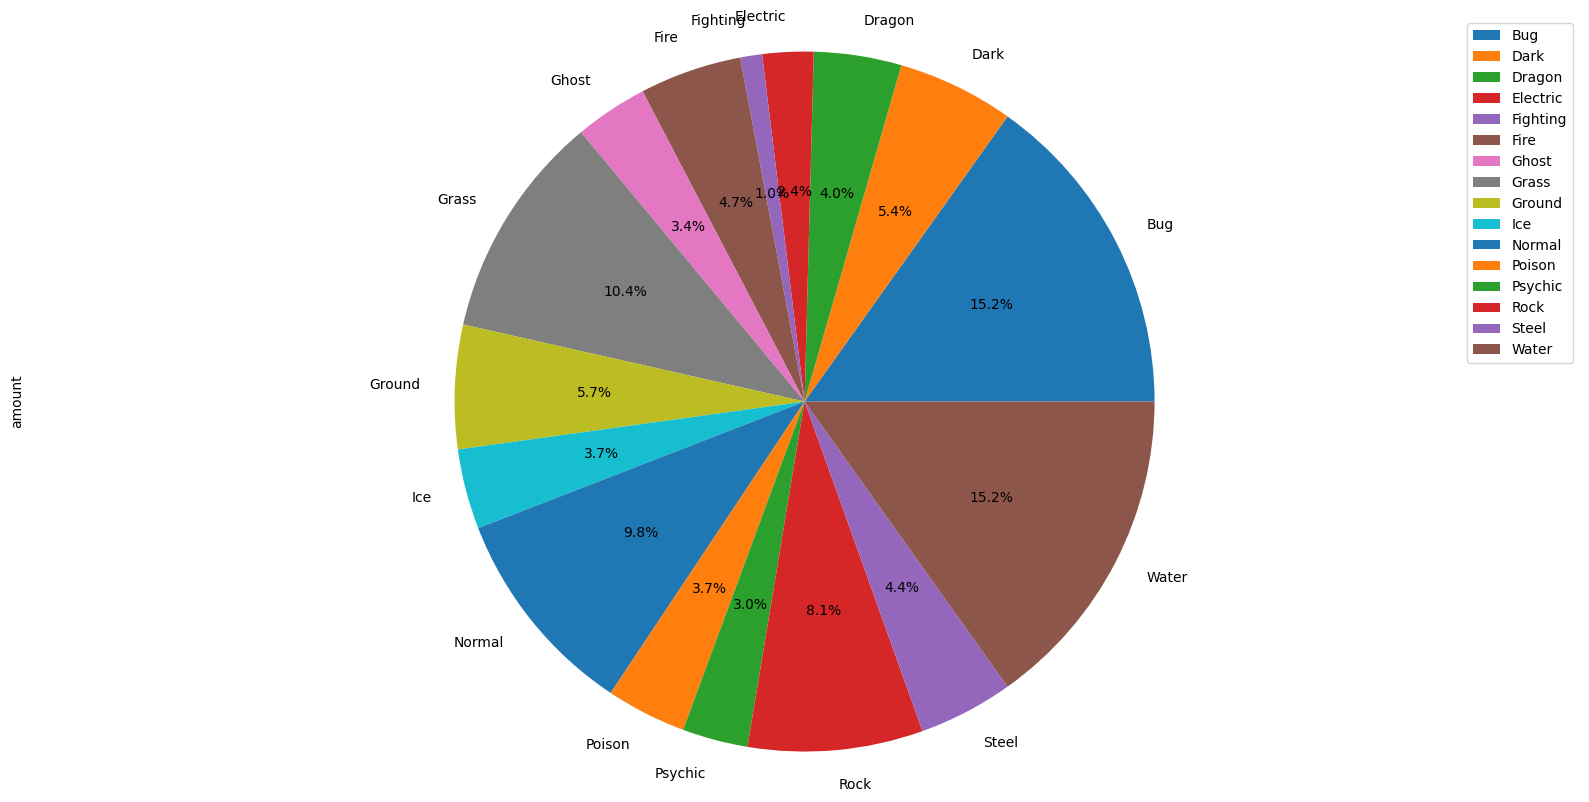 Fighting
Electric
Dragon
Fire
Dark
Ghost
Grass
Bug
Ground
Ice
Normal
Water
Poison
Steel
Psychic
Rock
1.0%
2.4%
4.0%
4.7%
5.4%
3.4%
10.4%
15.2%
5.7%
3.7%
9.8%
15.2%
3.7%
3.0%
8.1%
4.4%
amount
Bug
Dark
Dragon
Electric
Fighting
Fire
Ghost
Grass
Ground
Ice
Normal
Poison
Psychic
Rock
Steel
Water